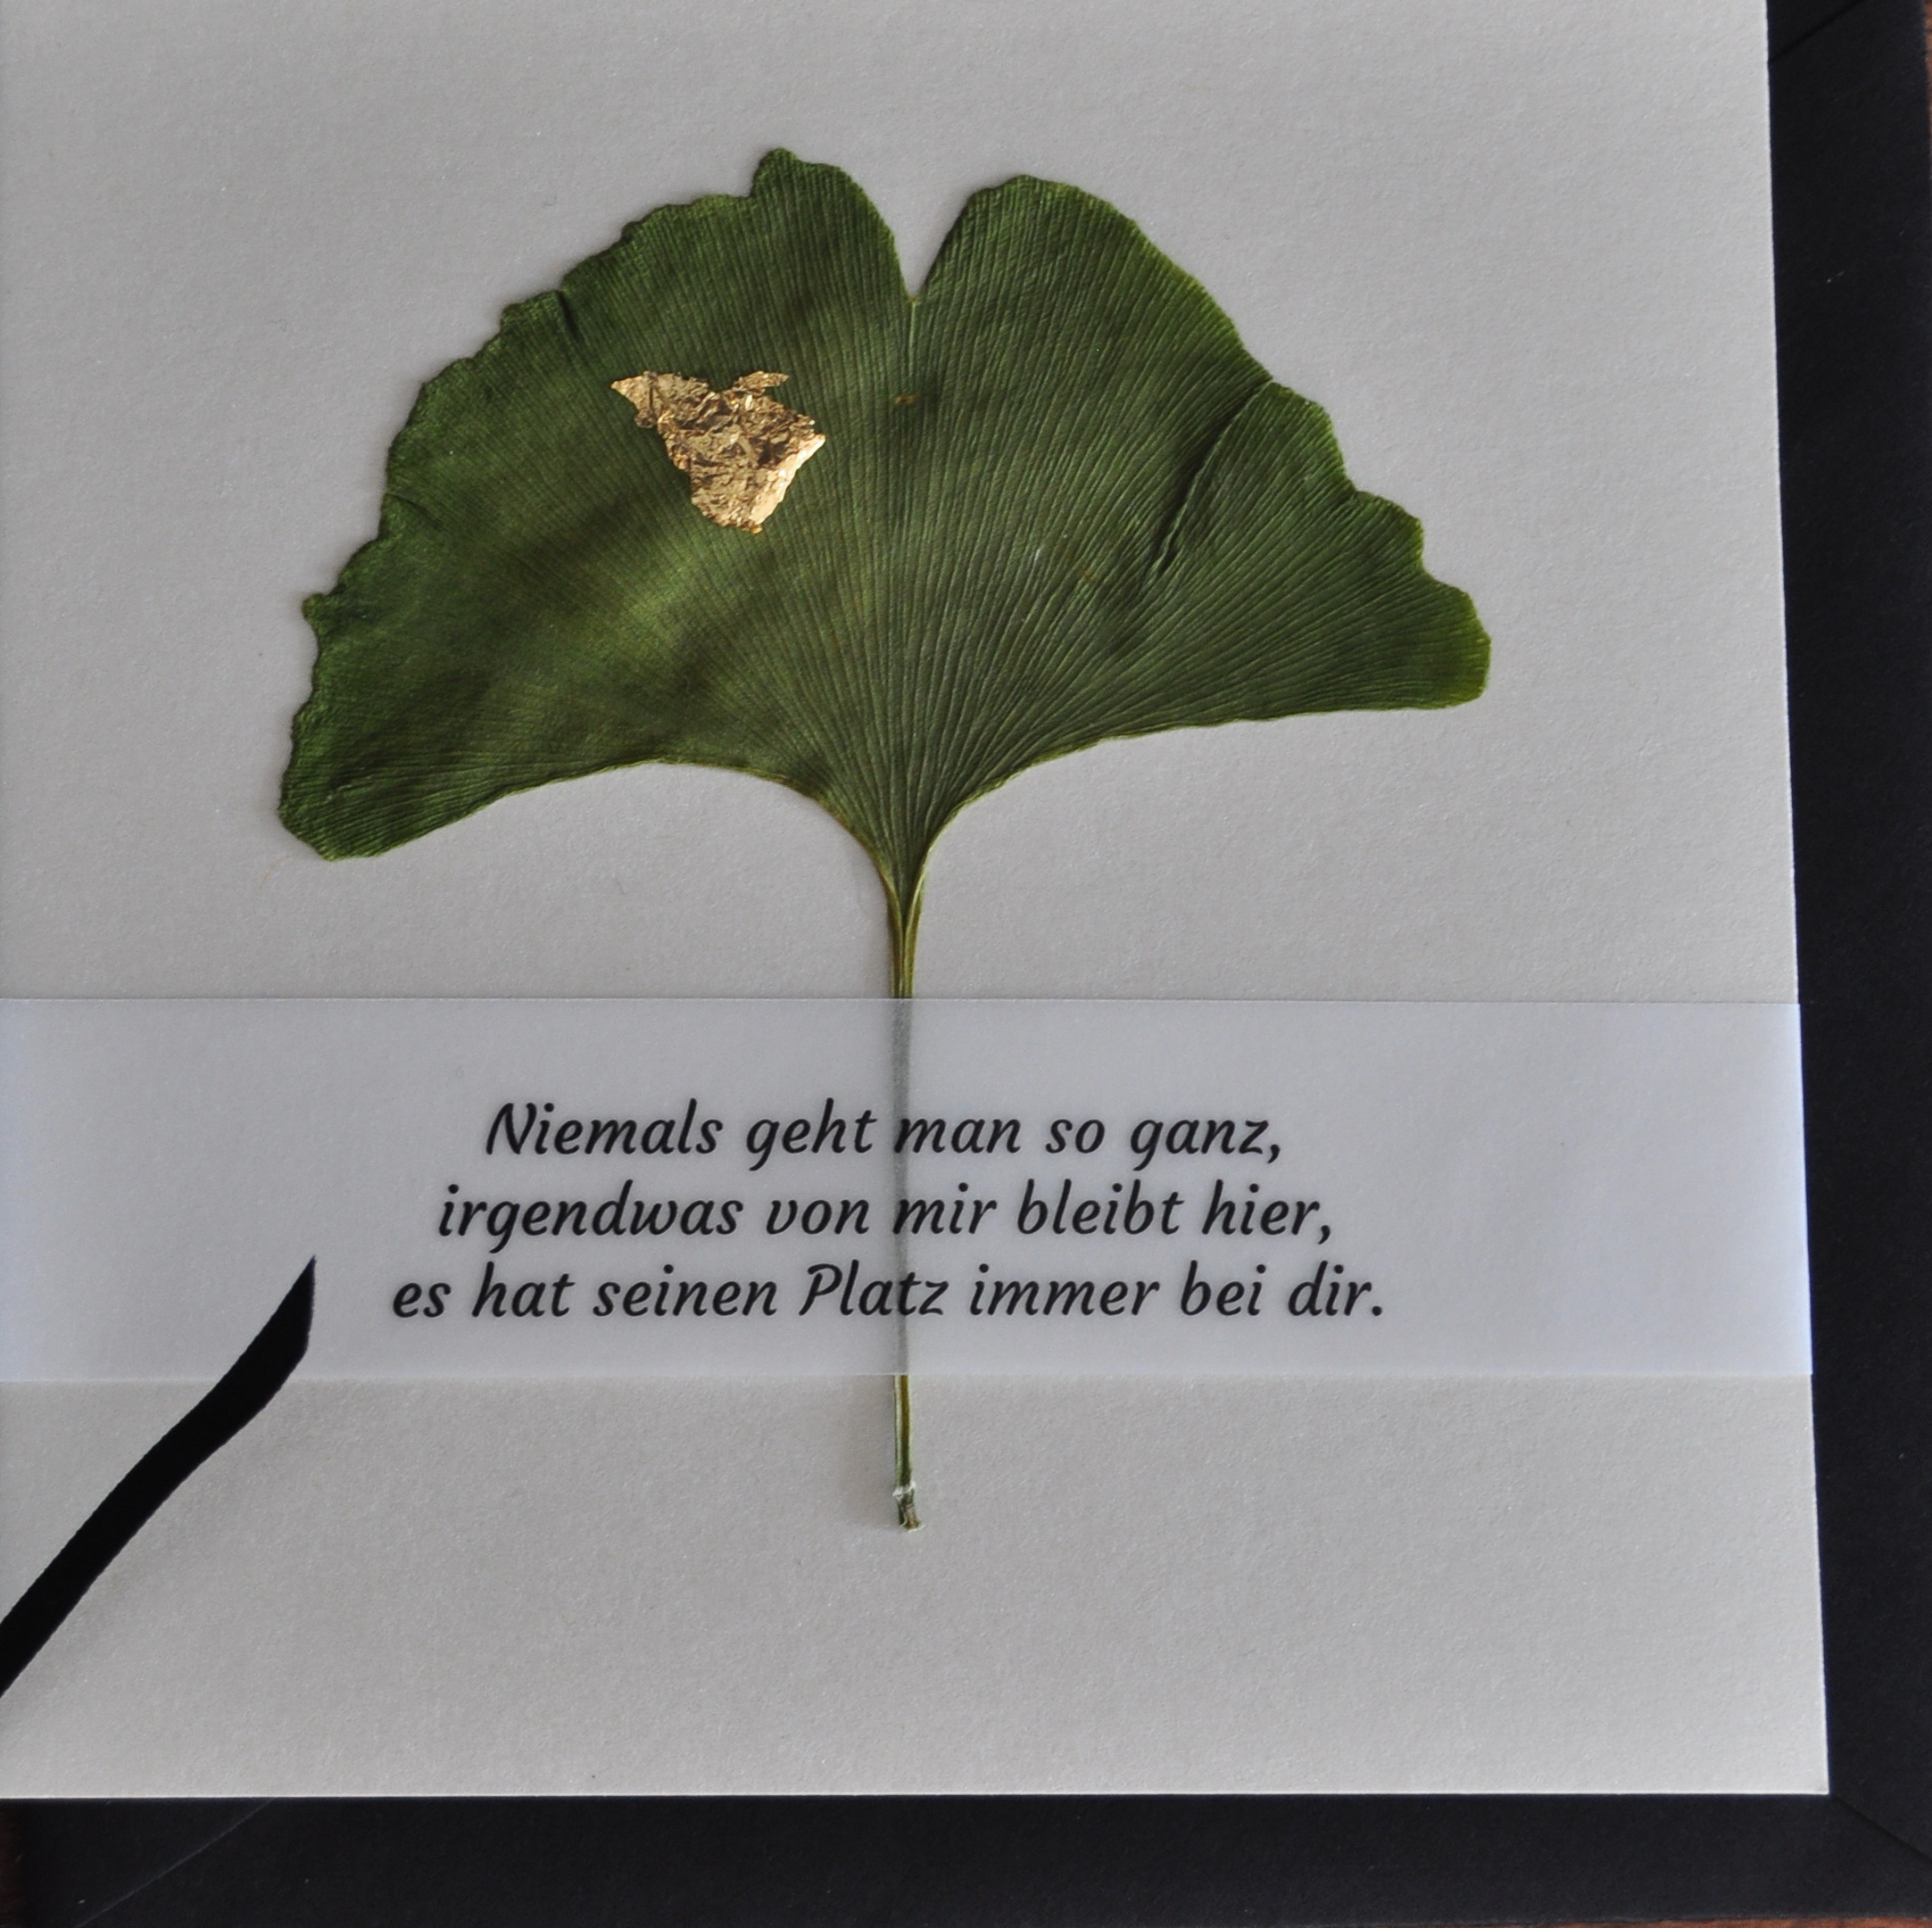 Niemals geht man so ganz,
irgendwas von mir bleibt hier,
es hat seinen Platz immer bei dir.